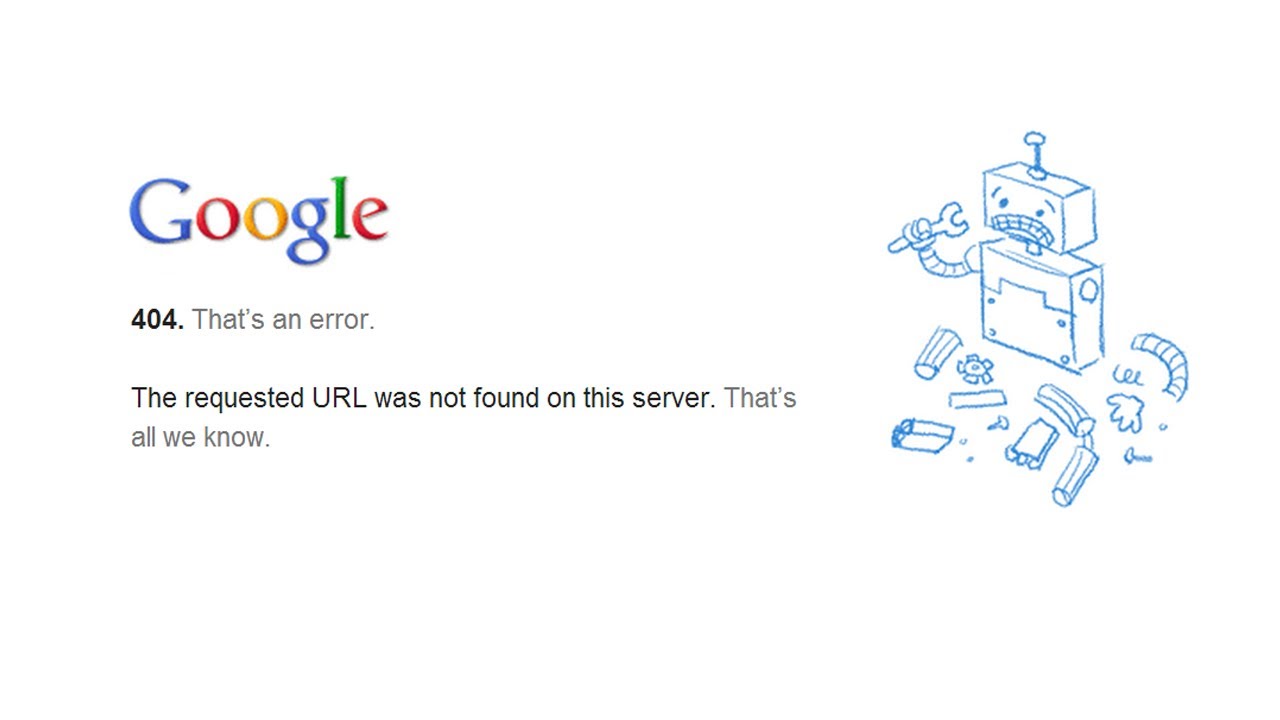 Google
404. That’s an error.
The requested URL was not found on this server. That’s
all we know.